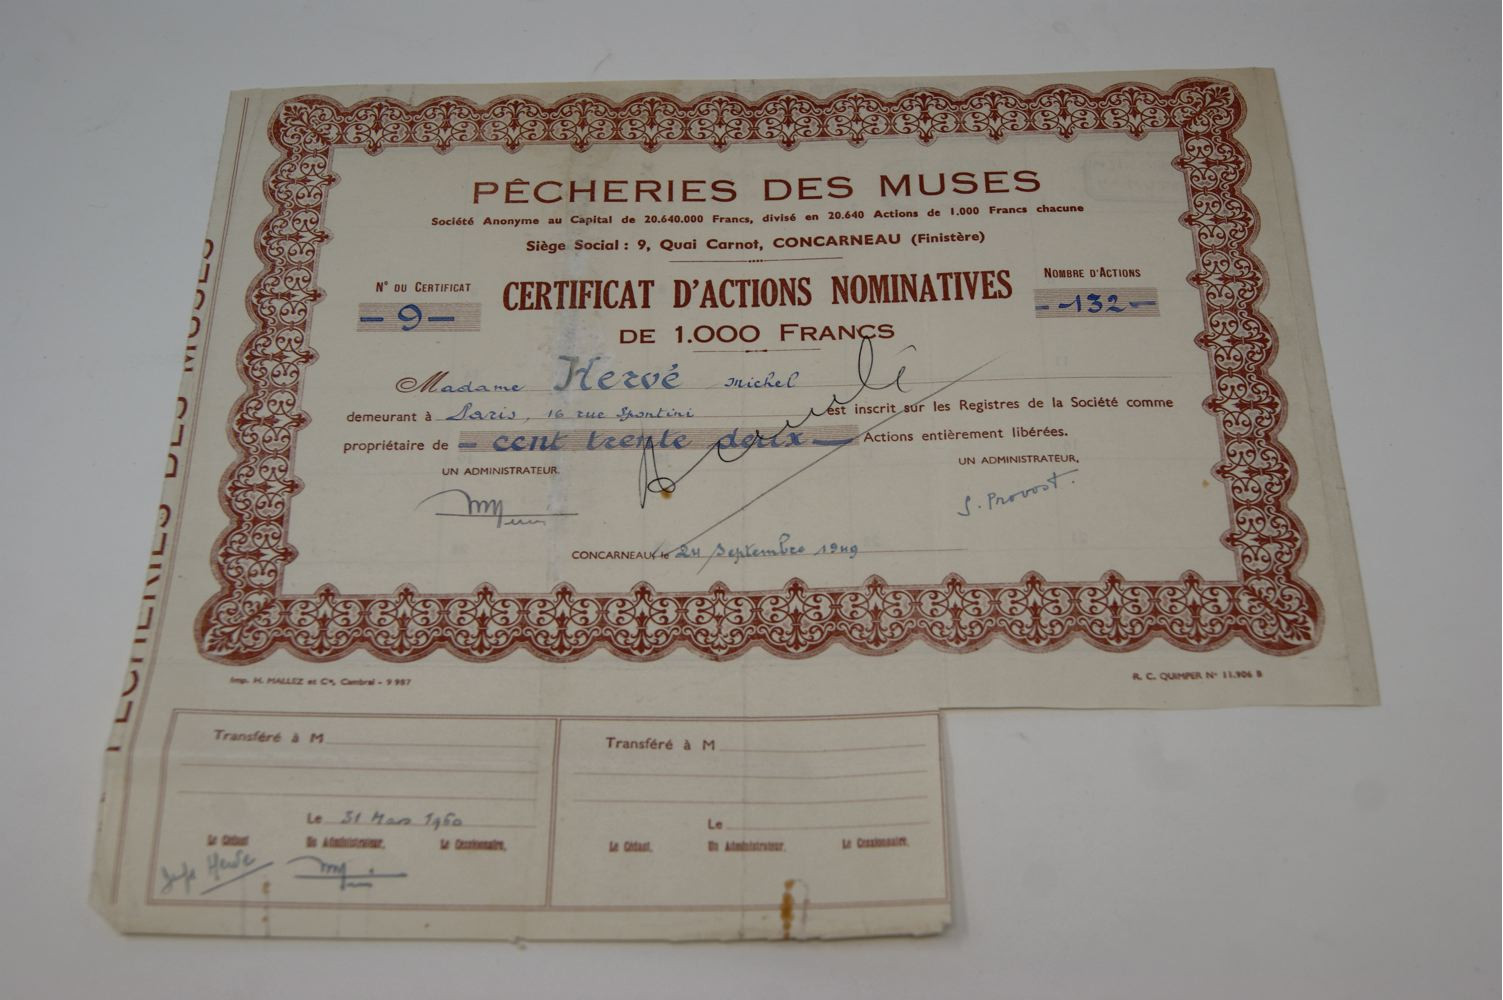 PÊCHERIES DES MUSES
Société Anonyme au Capital de 20.640.000 Francs, divisé en 20.640 Actions de 1.000 Francs chacune
Siège Social : 9, Quai Carnot, CONCARNEAU (Finistère)
N° DU CERTIFICAT
— 9 —
CERTIFICAT D'ACTIONS NOMINATIVES
NOMBRE D'ACTIONS
- 132 -
DE 1.000 FRANCS
Madame Hervé Michel
demeurant à Paris, 16 rue Spontini est inscrit sur les Registres de la Société comme
propriétaire de — cent trente deux — Actions entièrement libérées.
Annulé
UN ADMINISTRATEUR.
UN ADMINISTRATEUR,
J. Provost.
CONCARNEAU, le 24 Septembre 1949
Imp. H. MALLEZ et Cie, Cambrai - 9987
R. C. QUIMPER N° 11.906 B
PÊCHERIES DES MUSES
Transféré à M
Le 31 Mars 1960
Le Cédant Un Administrateur, Le Cessionnaire,
Hervé
Transféré à M
Le
Le Cédant, Un Administrateur, Le Cessionnaire,